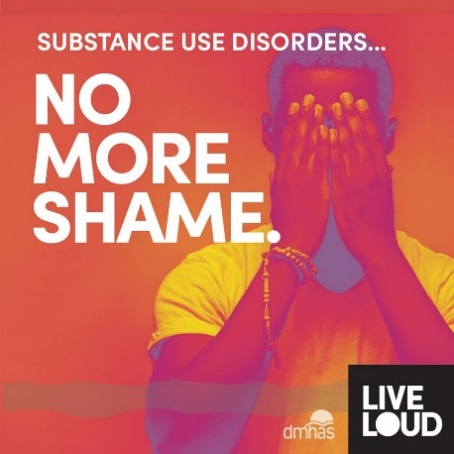 SUBSTANCE USE DISORDERS...
NO
MORE
SHAME.
dmhas
LIVE
LOUD